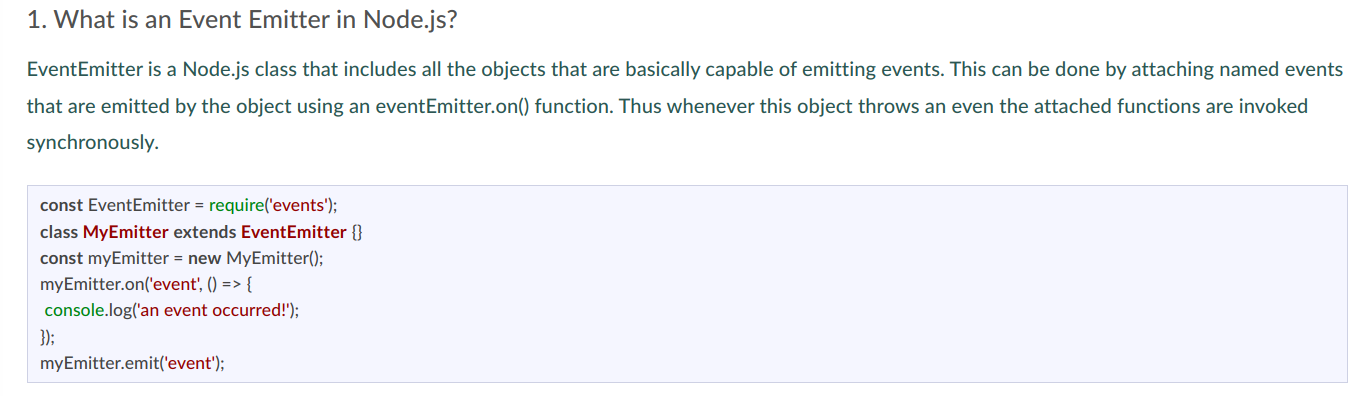 1. What is an Event Emitter in Node.js?
EventEmitter is a Node.js class that includes all the objects that are basically capable of emitting events. This can be done by attaching named events
that are emitted by the object using an eventEmitter.on() function. Thus whenever this object throws an even the attached functions are invoked
synchronously.
const EventEmitter = require('events');
class MyEmitter extends EventEmitter {}
const myEmitter = new MyEmitter();
myEmitter.on('event', () => {
 console.log('an event occurred!');
});
myEmitter.emit('event');